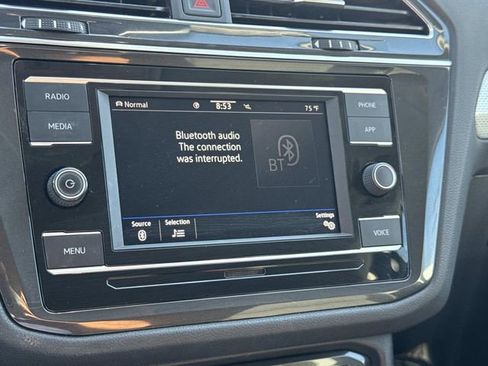 RADIO
MEDIA
MENU
Normal
8:53
75 °F
Bluetooth audio
The connection
was interrupted.
BT
Source
Selection
Settings
PHONE
APP
VOICE